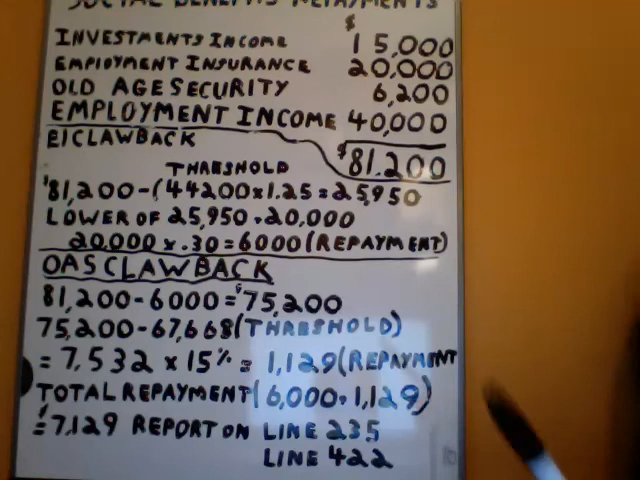 SOCIAL BENEFITS REPAYMENTS
$
INVESTMENTS INCOME 15,000
EMPLOYMENT INSURANCE 20,000
OLD AGE SECURITY 6,200
EMPLOYMENT INCOME 40,000
EI CLAWBACK $81.200
THRESHOLD
$81,200-(44200x1.25=25,950
LOWER OF 25,950.20,000
20,000 x .30=6000(REPAYMENT)
OAS CLAWBACK
81,200-6000=$75,200
75,200-67,668(THRESHOLD)
=7,532 x 15%= 1,129(REPAYMENT
TOTAL REPAYMENT(6,000.1,129)
=$7,129 REPORT ON LINE 235
LINE 422